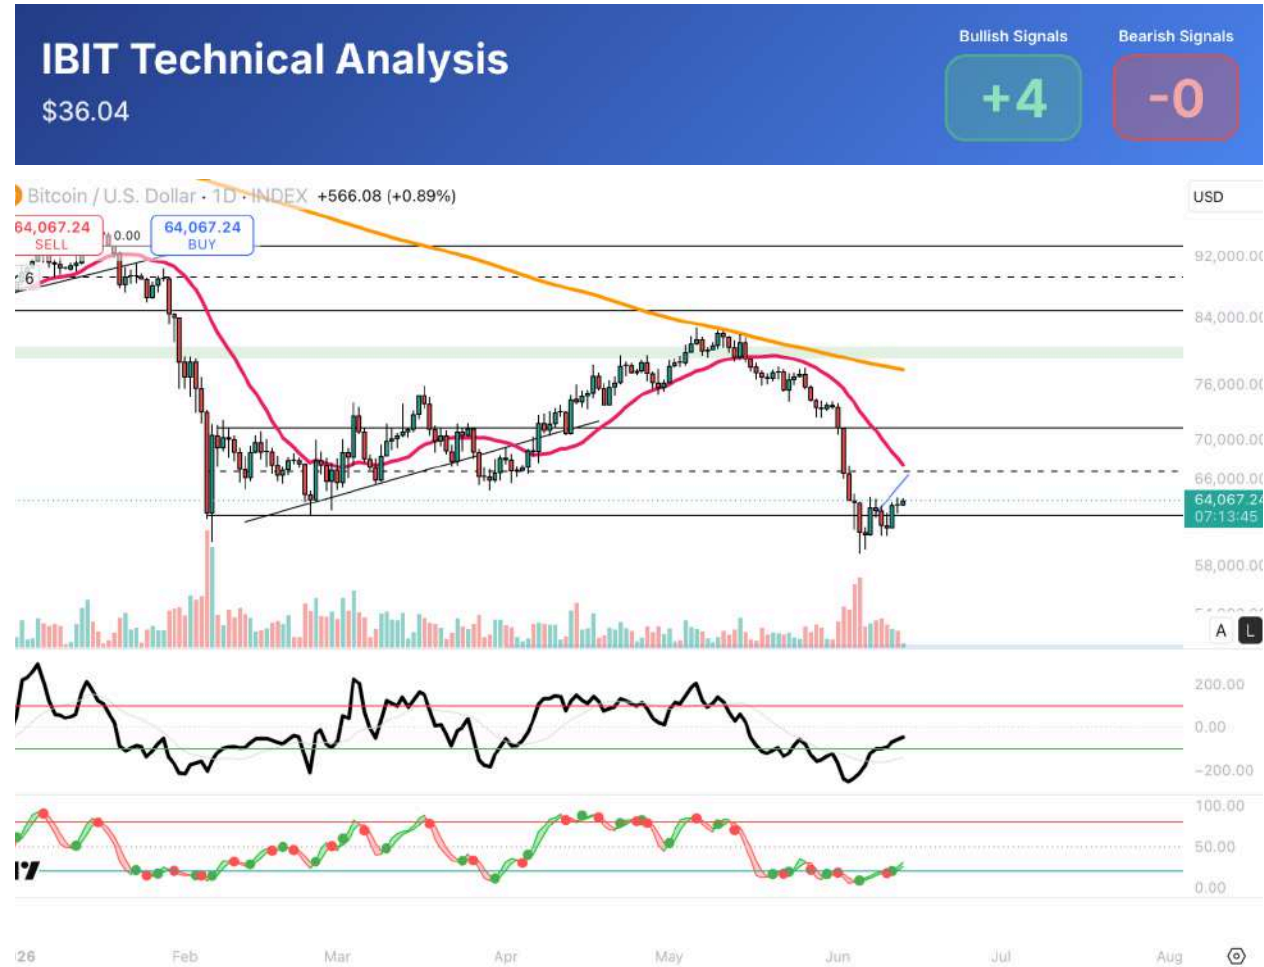 IBIT Technical Analysis
$36.04
Bullish Signals
Bearish Signals
+4
-0
Bitcoin / U.S. Dollar · 1D · INDEX +566.08 (+0.89%)
USD
64,067.24
SELL
0.00
64,067.24
BUY
6
92,000.00
84,000.00
76,000.00
70,000.00
66,000.00
64,067.24
07:13:45
58,000.00
A
L
200.00
0.00
−200.00
100.00
50.00
0.00
26
Feb
Mar
Apr
May
Jun
Jul
Aug